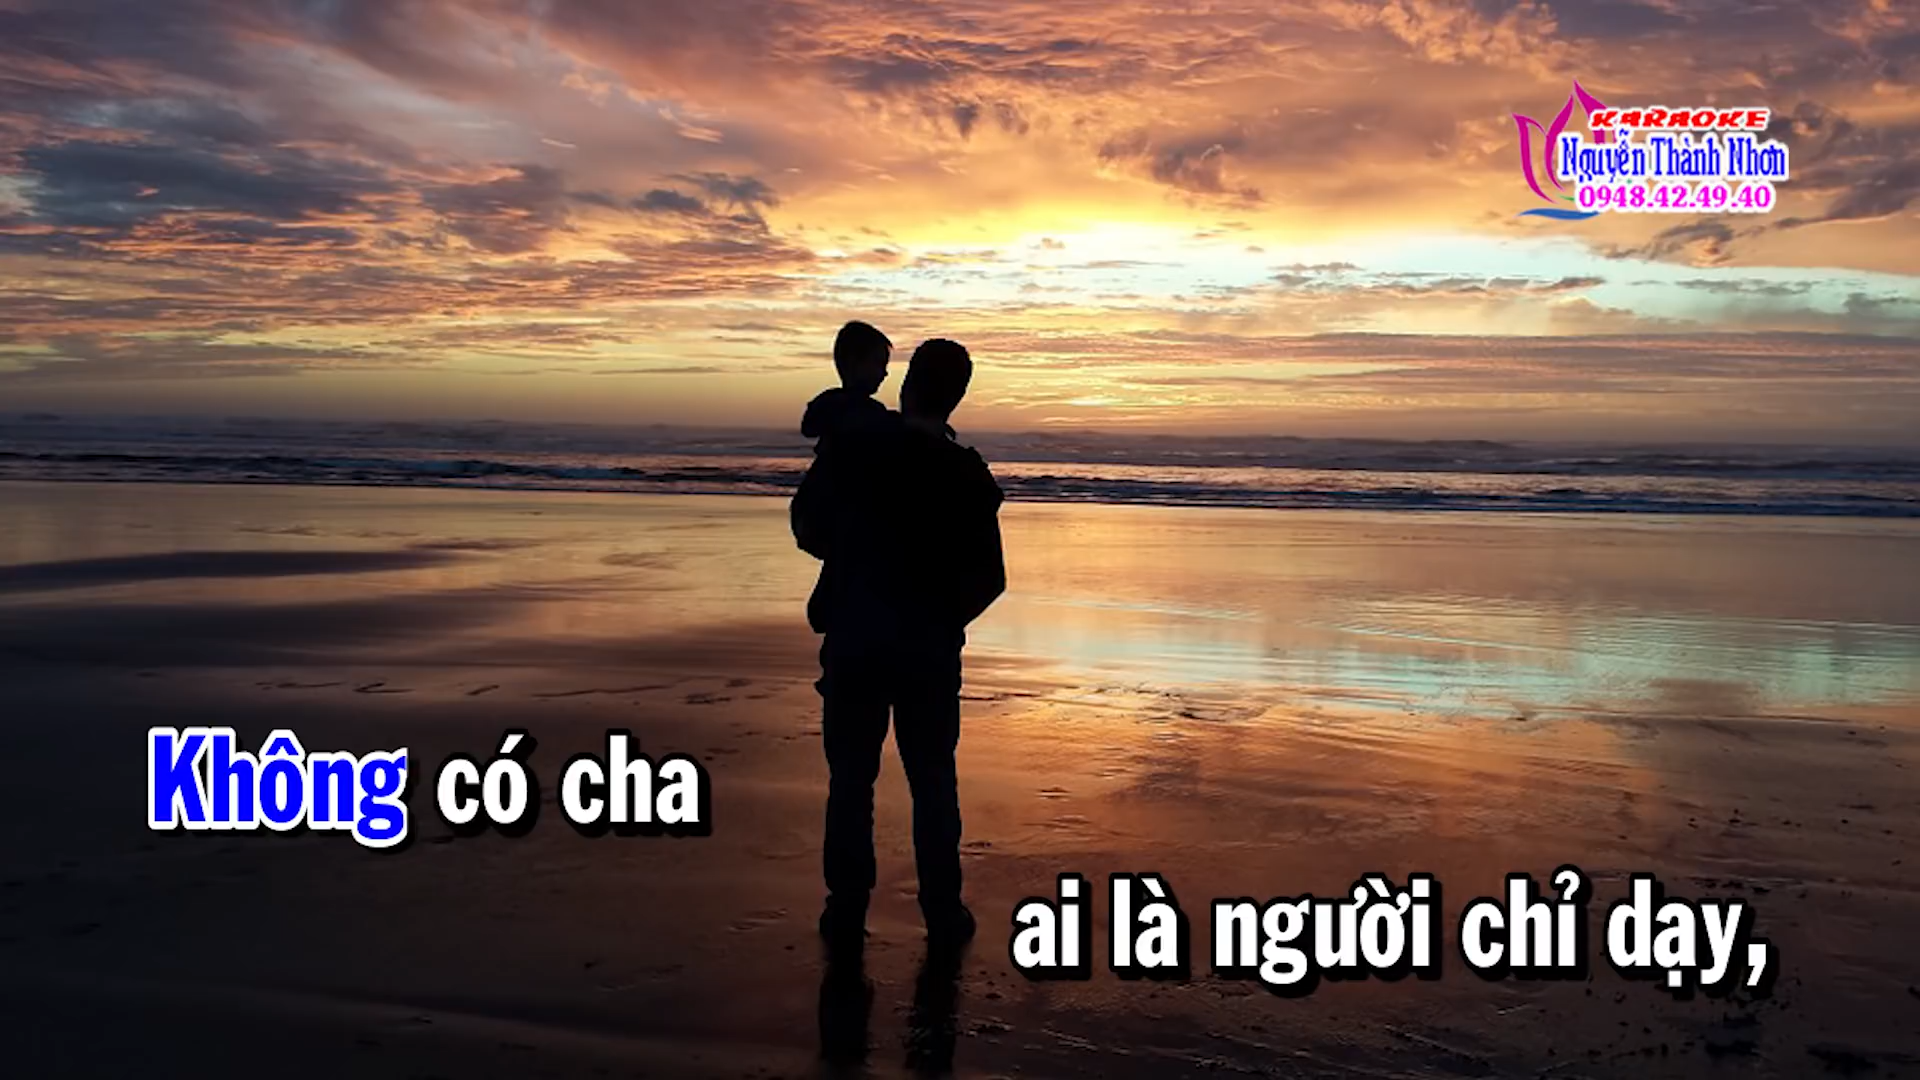 KARAOKE
Nguyễn Thành Nhơn
0948.42.49.40
Không có cha
ai là người chỉ dạy,